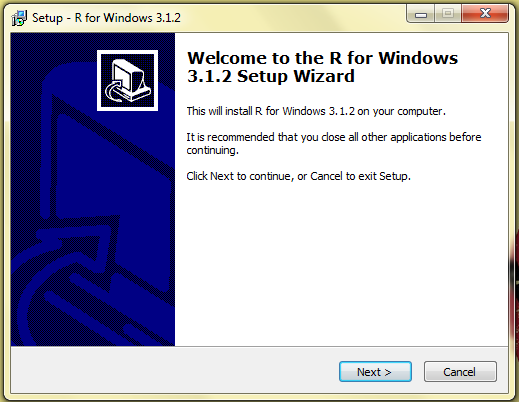 Setup - R for Windows 3.1.2
Welcome to the R for Windows
3.1.2 Setup Wizard
This will install R for Windows 3.1.2 on your computer.
It is recommended that you close all other applications before
continuing.
Click Next to continue, or Cancel to exit Setup.
Next >
Cancel